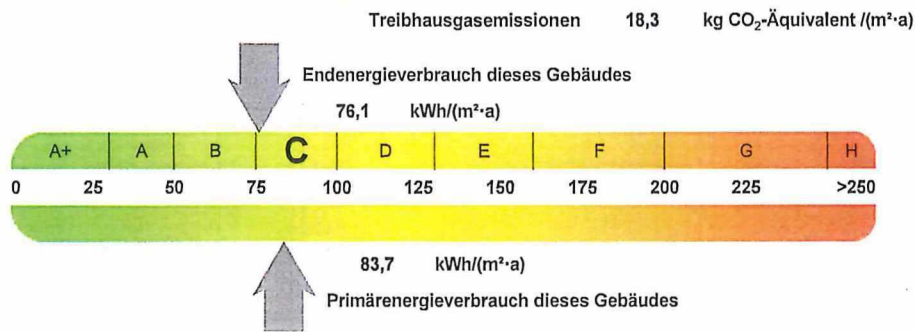 Treibhausgasemissionen 18,3 kg CO₂-Äquivalent /(m²·a)
Endenergieverbrauch dieses Gebäudes
76,1 kWh/(m²·a)
A+ A B C D E F G H
0 25 50 75 100 125 150 175 200 225 >250
83,7 kWh/(m²·a)
Primärenergieverbrauch dieses Gebäudes